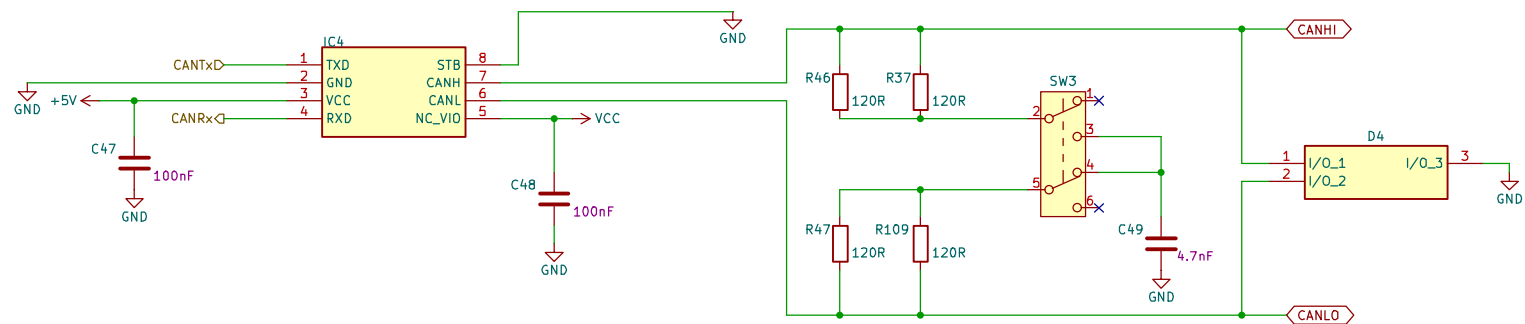 IC4
CANTx 1 TXD STB 8
GND 2 GND CANH 7
+5V 3 VCC CANL 6
CANRx 4 RXD NC_VIO 5 VCC
GND
C47
100nF
GND
C48
100nF
GND
R46
120R
R37
120R
R47
120R
R109
120R
SW3
1
2
3
4
5
6
C49
4.7nF
GND
CANHI
D4
1 I/O_1 I/O_3 3
2 I/O_2
GND
CANLO